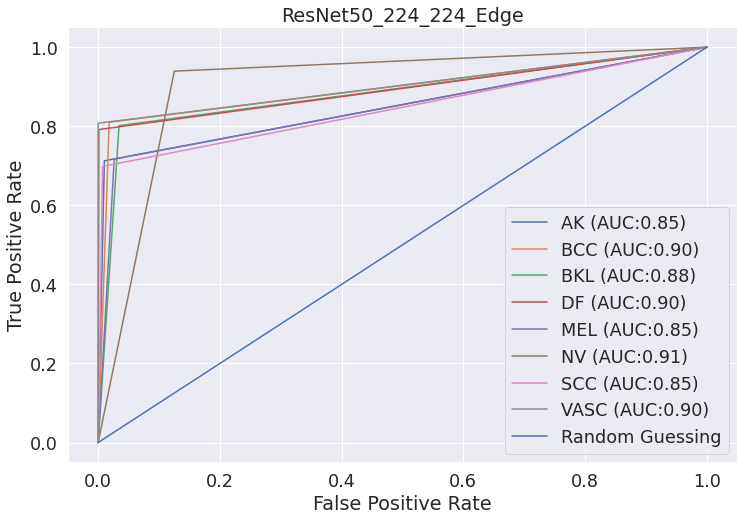 ResNet50_224_224_Edge
True Positive Rate
1.0
0.8
0.6
0.4
0.2
0.0
AK (AUC:0.85)
BCC (AUC:0.90)
BKL (AUC:0.88)
DF (AUC:0.90)
MEL (AUC:0.85)
NV (AUC:0.91)
SCC (AUC:0.85)
VASC (AUC:0.90)
Random Guessing
0.0 0.2 0.4 0.6 0.8 1.0
False Positive Rate